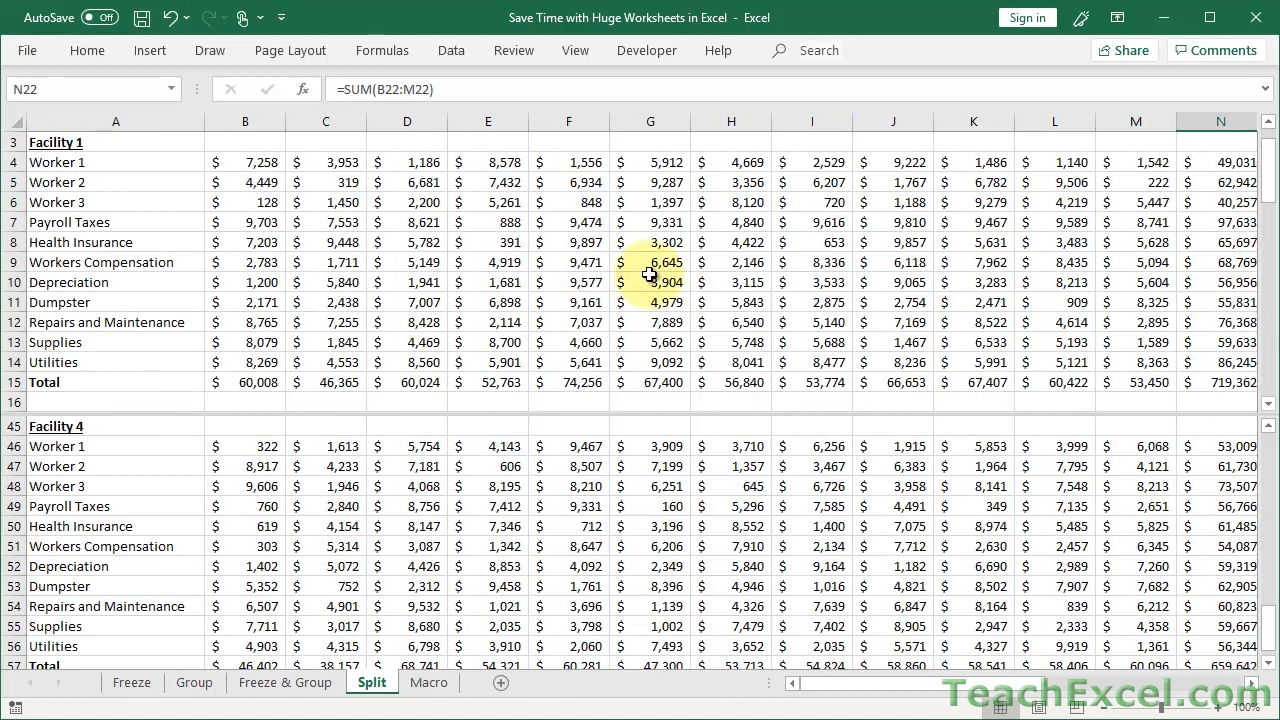 AutoSave Off Save Time with Huge Worksheets in Excel - Excel Sign in
File Home Insert Draw Page Layout Formulas Data Review View Developer Help Search Share Comments
N22 fx =SUM(B22:M22)
A B C D E F G H I J K L M N
3 Facility 1
4 Worker 1 $ 7,258 $ 3,953 $ 1,186 $ 8,578 $ 1,556 $ 5,912 $ 4,669 $ 2,529 $ 9,222 $ 1,486 $ 1,140 $ 1,542 $ 49,031
5 Worker 2 $ 4,449 $ 319 $ 6,681 $ 7,432 $ 6,934 $ 9,287 $ 3,356 $ 6,207 $ 1,767 $ 6,782 $ 9,506 $ 222 $ 62,942
6 Worker 3 $ 128 $ 1,450 $ 2,200 $ 5,261 $ 848 $ 1,397 $ 8,120 $ 720 $ 1,188 $ 9,279 $ 4,219 $ 5,447 $ 40,257
7 Payroll Taxes $ 9,703 $ 7,553 $ 8,621 $ 888 $ 9,474 $ 9,331 $ 4,840 $ 9,616 $ 9,810 $ 9,467 $ 9,589 $ 8,741 $ 97,633
8 Health Insurance $ 7,203 $ 9,448 $ 5,782 $ 391 $ 9,897 $ 3,302 $ 4,422 $ 653 $ 9,857 $ 5,631 $ 3,483 $ 5,628 $ 65,697
9 Workers Compensation $ 2,783 $ 1,711 $ 5,149 $ 4,919 $ 9,471 $ 6,645 $ 2,146 $ 8,336 $ 6,118 $ 7,962 $ 8,435 $ 5,094 $ 68,769
10 Depreciation $ 1,200 $ 5,840 $ 1,941 $ 1,681 $ 9,577 $ 3,904 $ 3,115 $ 3,533 $ 9,065 $ 3,283 $ 8,213 $ 5,604 $ 56,956
11 Dumpster $ 2,171 $ 2,438 $ 7,007 $ 6,898 $ 9,161 $ 4,979 $ 5,843 $ 2,875 $ 2,754 $ 2,471 $ 909 $ 8,325 $ 55,831
12 Repairs and Maintenance $ 8,765 $ 7,255 $ 8,428 $ 2,114 $ 7,037 $ 7,889 $ 6,540 $ 5,140 $ 7,169 $ 8,522 $ 4,614 $ 2,895 $ 76,368
13 Supplies $ 8,079 $ 1,845 $ 4,469 $ 8,700 $ 4,660 $ 5,662 $ 5,748 $ 5,688 $ 1,467 $ 6,533 $ 5,193 $ 1,589 $ 59,633
14 Utilities $ 8,269 $ 4,553 $ 8,560 $ 5,901 $ 5,641 $ 9,092 $ 8,041 $ 8,477 $ 8,236 $ 5,991 $ 5,121 $ 8,363 $ 86,245
15 Total $ 60,008 $ 46,365 $ 60,024 $ 52,763 $ 74,256 $ 67,400 $ 56,840 $ 53,774 $ 66,653 $ 67,407 $ 60,422 $ 53,450 $ 719,362
16
45 Facility 4
46 Worker 1 $ 322 $ 1,613 $ 5,754 $ 4,143 $ 9,467 $ 3,909 $ 3,710 $ 6,256 $ 1,915 $ 5,853 $ 3,999 $ 6,068 $ 53,009
47 Worker 2 $ 8,917 $ 4,233 $ 7,181 $ 606 $ 8,507 $ 7,199 $ 1,357 $ 3,467 $ 6,383 $ 1,964 $ 7,795 $ 4,121 $ 61,730
48 Worker 3 $ 9,606 $ 1,946 $ 4,068 $ 8,195 $ 8,210 $ 6,251 $ 645 $ 6,726 $ 3,958 $ 8,141 $ 7,548 $ 8,213 $ 73,507
49 Payroll Taxes $ 760 $ 2,840 $ 8,756 $ 7,412 $ 9,331 $ 160 $ 5,296 $ 7,585 $ 4,491 $ 349 $ 7,135 $ 2,651 $ 56,766
50 Health Insurance $ 619 $ 4,154 $ 8,147 $ 7,346 $ 712 $ 3,196 $ 8,552 $ 1,400 $ 7,075 $ 8,974 $ 5,485 $ 5,825 $ 61,485
51 Workers Compensation $ 303 $ 5,314 $ 3,087 $ 1,342 $ 8,647 $ 6,206 $ 7,910 $ 2,134 $ 7,712 $ 2,630 $ 2,457 $ 6,345 $ 54,087
52 Depreciation $ 1,402 $ 5,072 $ 4,426 $ 8,853 $ 4,092 $ 2,349 $ 5,840 $ 9,164 $ 1,182 $ 6,690 $ 2,989 $ 7,260 $ 59,319
53 Dumpster $ 5,352 $ 752 $ 2,312 $ 9,458 $ 1,761 $ 8,396 $ 4,946 $ 1,016 $ 4,821 $ 8,502 $ 7,907 $ 7,682 $ 62,905
54 Repairs and Maintenance $ 6,507 $ 4,901 $ 9,532 $ 1,021 $ 3,696 $ 1,139 $ 4,326 $ 7,639 $ 6,847 $ 8,164 $ 839 $ 6,212 $ 60,823
55 Supplies $ 7,711 $ 3,017 $ 8,680 $ 2,035 $ 3,798 $ 1,002 $ 7,479 $ 7,402 $ 8,905 $ 2,947 $ 2,333 $ 4,358 $ 59,667
56 Utilities $ 4,903 $ 4,315 $ 6,798 $ 3,910 $ 2,060 $ 7,493 $ 3,652 $ 2,035 $ 5,571 $ 4,327 $ 9,919 $ 1,361 $ 56,344
57 Total $ 46,402 $ 38,157 $ 68,741 $ 54,321 $ 60,281 $ 47,300 $ 53,713 $ 54,824 $ 58,860 $ 58,541 $ 58,406 $ 60,096 $ 659,642
Freeze Group Freeze & Group Split Macro
TeachExcel.com
100%